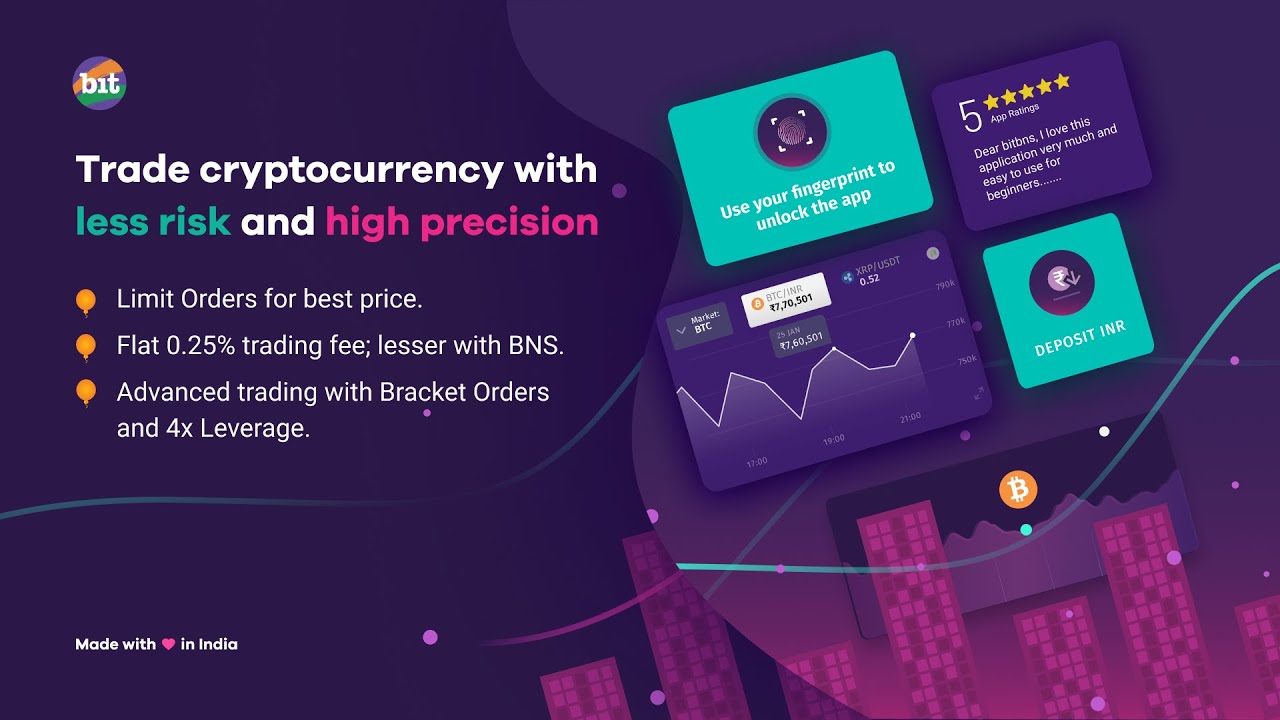 bit
Trade cryptocurrency with
less risk and high precision
Limit Orders for best price.
Flat 0.25% trading fee; lesser with BNS.
Advanced trading with Bracket Orders
and 4x Leverage.
Made with in India
Use your fingerprint to
unlock the app
5
App Ratings
Dear bitbns, I love this
application very much and
easy to use for
beginners.......
Market:
BTC
BTC/INR
₹7,70,501
XRP/USDT
0.52
25 JAN
₹7,60,501
790k
770k
750k
17:00
19:00
21:00
₹
DEPOSIT INR